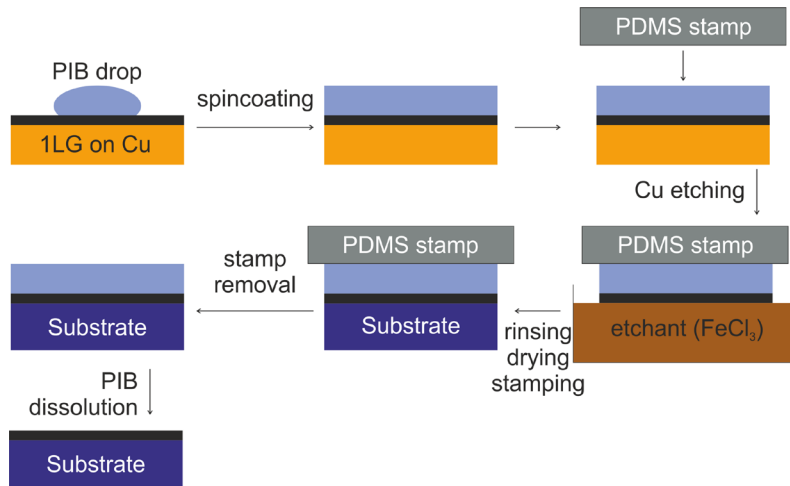 PIB drop
1LG on Cu
spincoating
PDMS stamp
Cu etching
PDMS stamp
etchant (FeCl₃)
rinsing
drying
stamping
PDMS stamp
Substrate
stamp
removal
Substrate
PIB
dissolution
Substrate